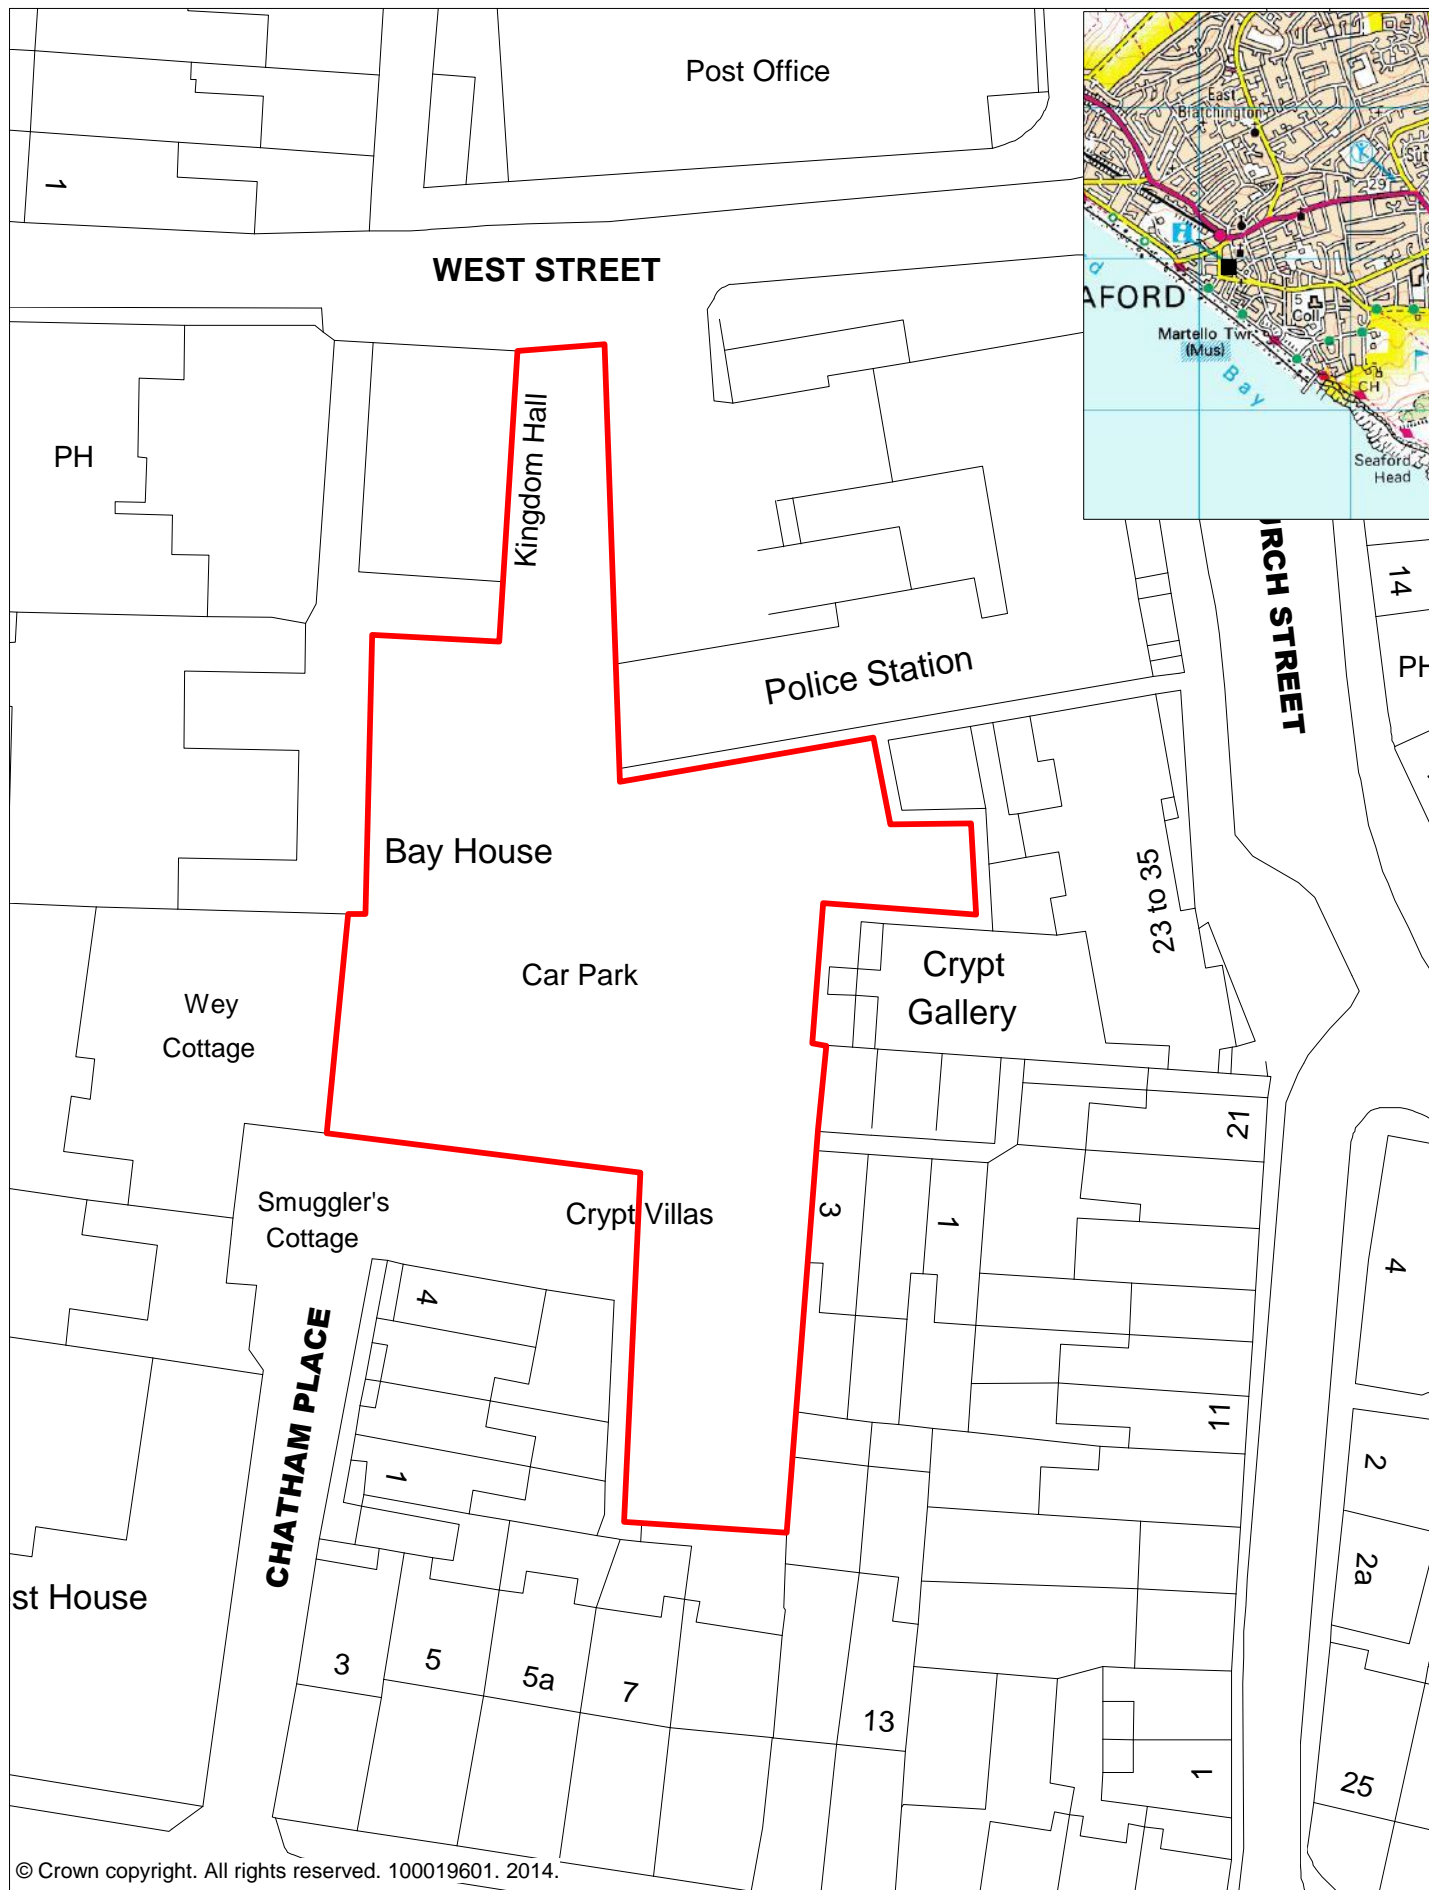 Post Office
1
WEST STREET
East
Blatchington
29
Sut
d
AFORD
5
Coll
Martello Twr
(Mus)
Bay
CH
Seaford
Head
PH
Kingdom Hall
URCH STREET
14
PH
Police Station
Bay House
23 to 35
Car Park
Crypt
Gallery
Wey
Cottage
21
Smuggler's
Cottage
Crypt Villas
3
1
4
4
CHATHAM PLACE
11
1
2
2a
st House
3
5
5a
7
13
1
25
© Crown copyright. All rights reserved. 100019601. 2014.